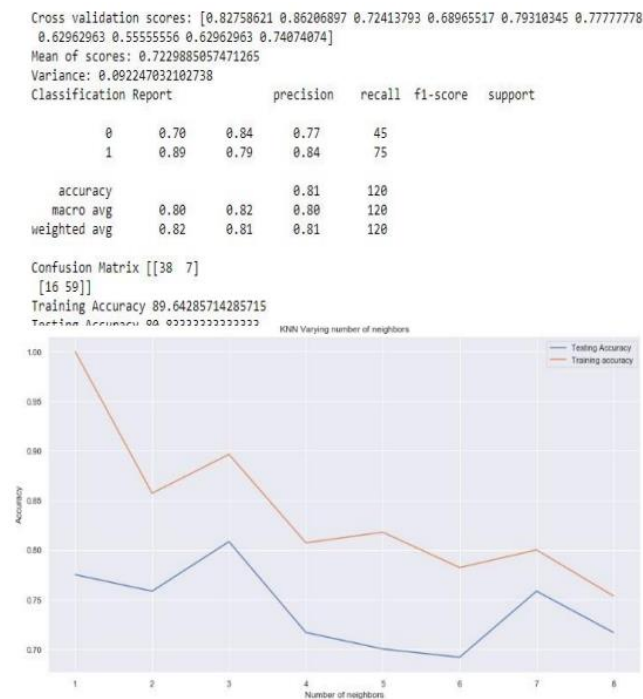 Cross validation scores: [0.82758621 0.86206897 0.72413793 0.68965517 0.79310345 0.77777778
0.62962963 0.55555556 0.62962963 0.74074074]
Mean of scores: 0.7229885057471265
Variance: 0.092247032102738
Classification Report precision recall f1-score support
0 0.70 0.84 0.77 45
1 0.89 0.79 0.84 75
accuracy 0.81 120
macro avg 0.80 0.82 0.80 120
weighted avg 0.82 0.81 0.81 120
Confusion Matrix [[38 7]
[16 59]]
Training Accuracy 89.64285714285715
Testing Accuracy 80.83333333333333
KNN Varying number of neighbors
Testing Accuracy
Training accuracy
1.00
0.95
0.90
0.85
0.80
0.75
0.70
Accuracy
1 2 3 4 5 6 7 8
Number of neighbors